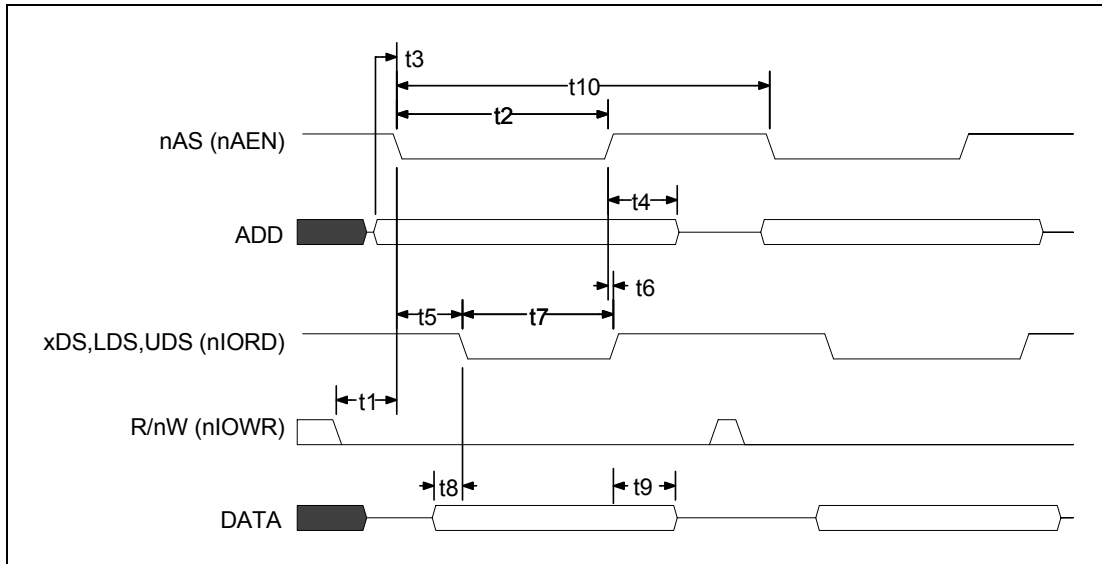 t3
t10
t2
nAS (nAEN)
t4
ADD
t6
t5
t7
xDS,LDS,UDS (nIORD)
t1
R/nW (nIOWR)
t8
t9
DATA